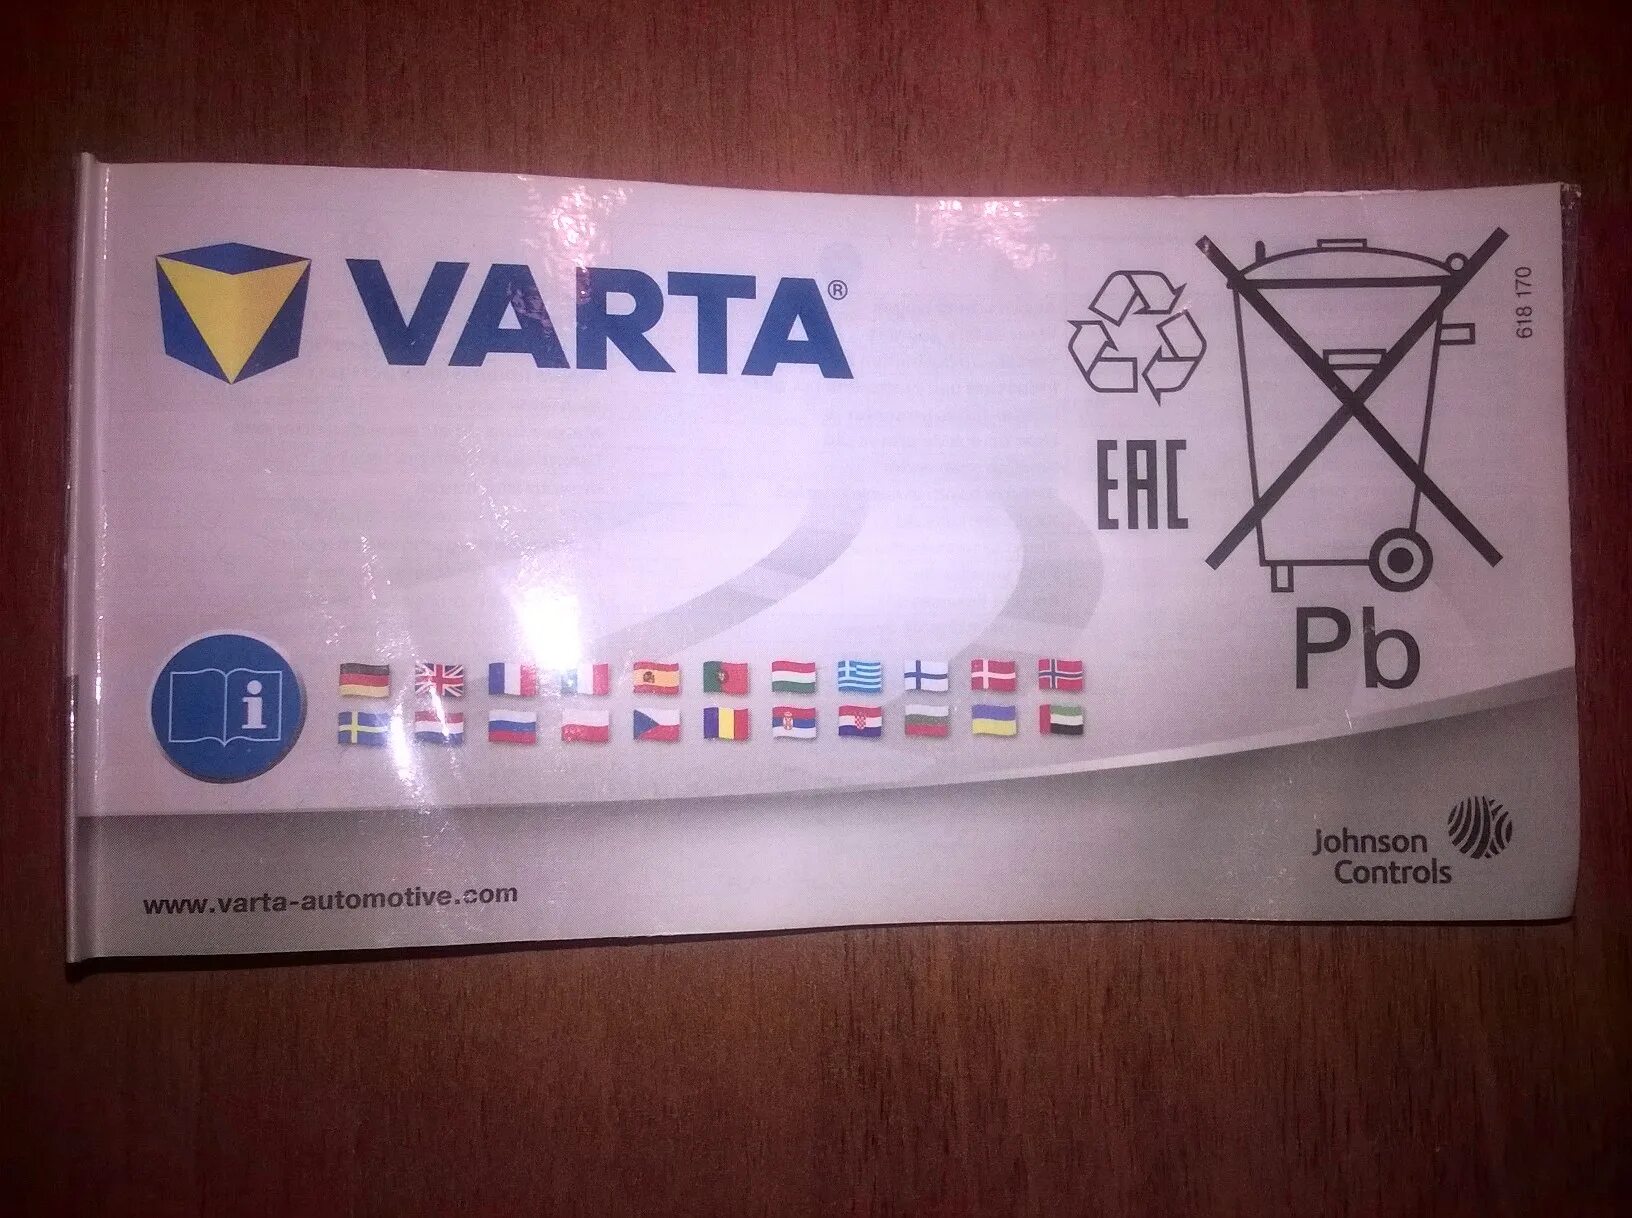 VARTA®
618 170
EAC
Pb
i
Johnson
Controls
www.varta-automotive.com